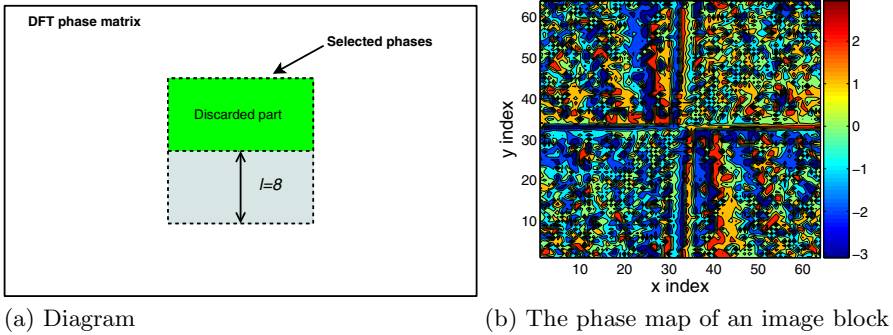 DFT phase matrix
Selected phases
Discarded part
l=8
(a) Diagram
60
50
40
30
20
10
y index
10 20 30 40 50 60
x index
2
1
0
−1
−2
−3
(b) The phase map of an image block